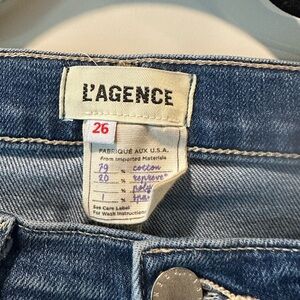 L'AGENCE
26
FABRIQUÉ AUX U.S.A.
from Imported Materials
79 % cotton
20 % repreve®
% poly
1 % spa
See Care Label
For Wash Instructions